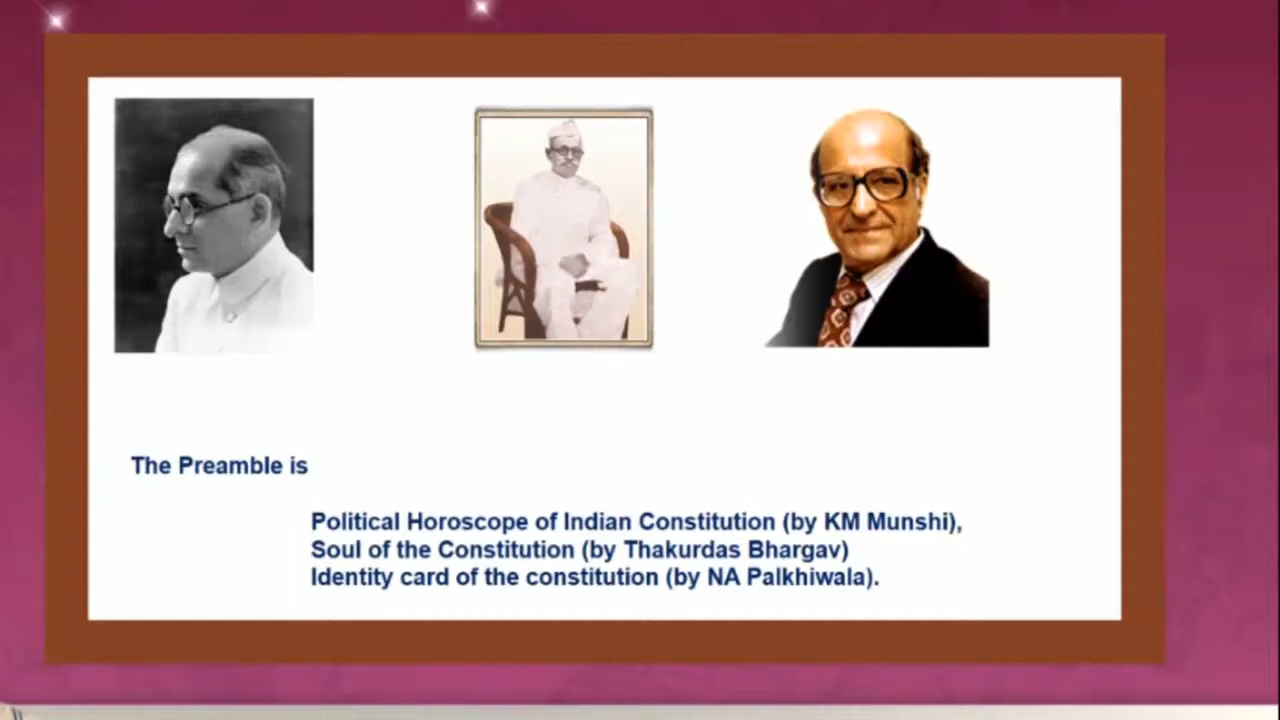 The Preamble is
Political Horoscope of Indian Constitution (by KM Munshi),
Soul of the Constitution (by Thakurdas Bhargav)
Identity card of the constitution (by NA Palkhiwala).